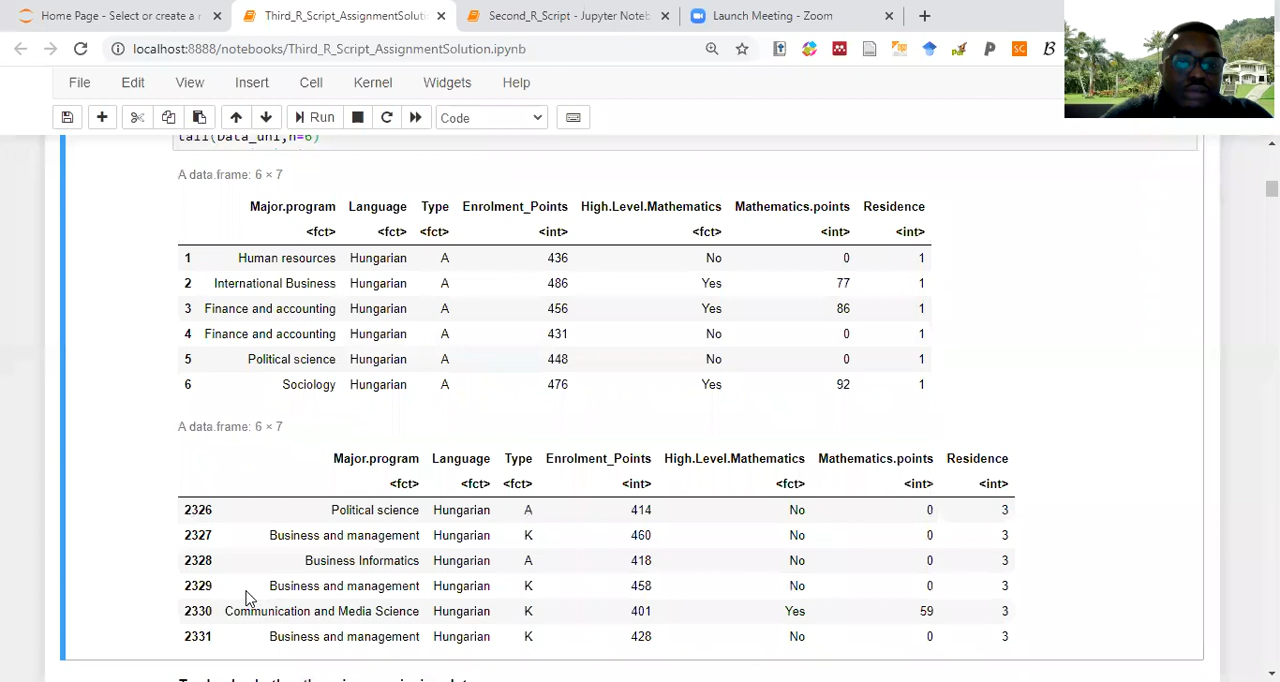 Home Page - Select or create a r
Third_R_Script_AssignmentSolutio
Second_R_Script - Jupyter Noteb
Launch Meeting - Zoom
localhost:8888/notebooks/Third_R_Script_AssignmentSolution.ipynb
SC
File Edit View Insert Cell Kernel Widgets Help
Run Code
tail(Data_uni,n=6)
A data.frame: 6 × 7
Major.program Language Type Enrolment_Points High.Level.Mathematics Mathematics.points Residence
<fct> <fct> <fct> <int> <fct> <int> <int>
1 Human resources Hungarian A 436 No 0 1
2 International Business Hungarian A 486 Yes 77 1
3 Finance and accounting Hungarian A 456 Yes 86 1
4 Finance and accounting Hungarian A 431 No 0 1
5 Political science Hungarian A 448 No 0 1
6 Sociology Hungarian A 476 Yes 92 1
A data.frame: 6 × 7
Major.program Language Type Enrolment_Points High.Level.Mathematics Mathematics.points Residence
<fct> <fct> <fct> <int> <fct> <int> <int>
2326 Political science Hungarian A 414 No 0 3
2327 Business and management Hungarian K 460 No 0 3
2328 Business Informatics Hungarian A 418 No 0 3
2329 Business and management Hungarian K 458 No 0 3
2330 Communication and Media Science Hungarian K 401 Yes 59 3
2331 Business and management Hungarian K 428 No 0 3